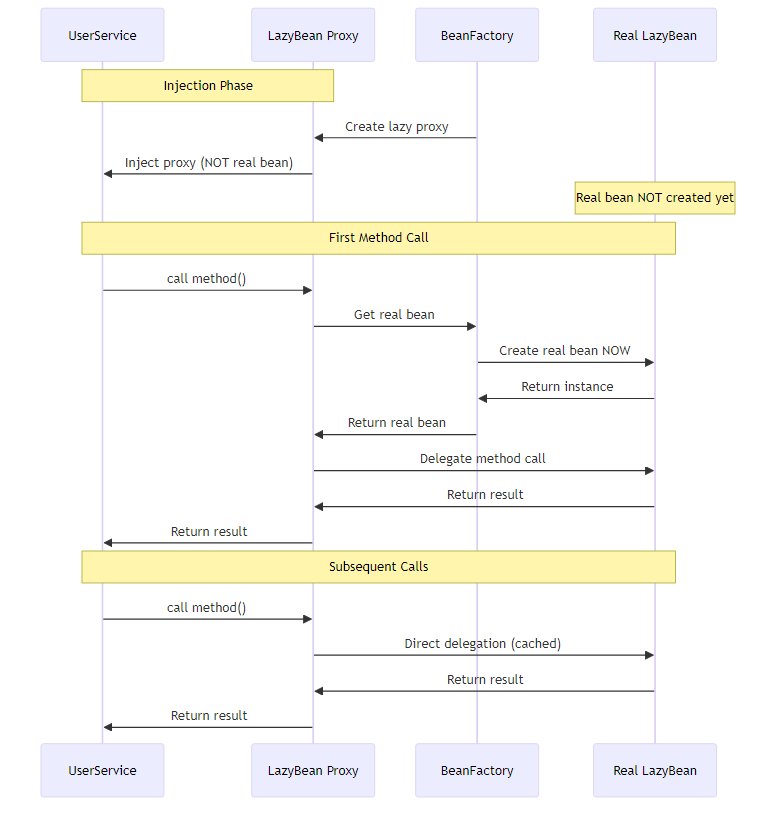 UserService
LazyBean Proxy
BeanFactory
Real LazyBean
Injection Phase
Create lazy proxy
Inject proxy (NOT real bean)
Real bean NOT created yet
First Method Call
call method()
Get real bean
Create real bean NOW
Return instance
Return real bean
Delegate method call
Return result
Return result
Subsequent Calls
call method()
Direct delegation (cached)
Return result
Return result
UserService
LazyBean Proxy
BeanFactory
Real LazyBean